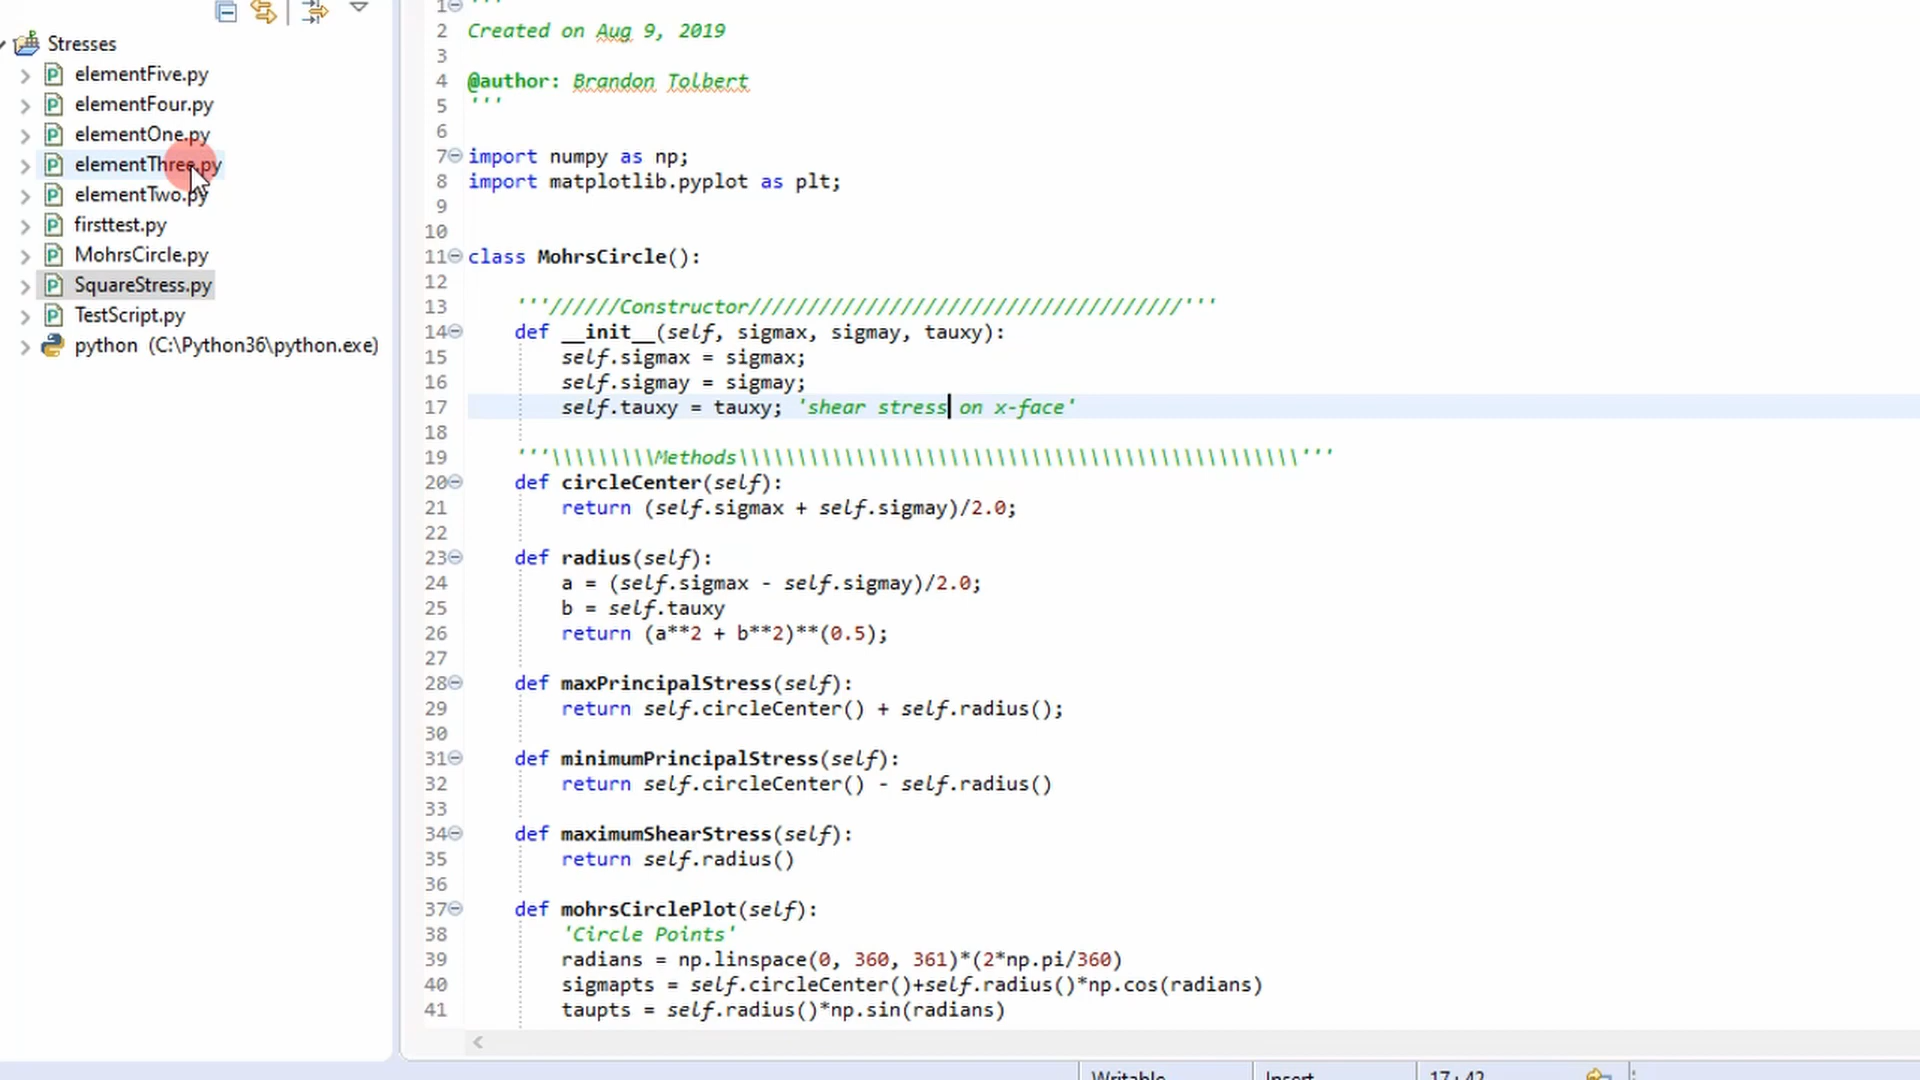 Stresses
elementFive.py
elementFour.py
elementOne.py
elementThree.py
elementTwo.py
firsttest.py
MohrsCircle.py
SquareStress.py
TestScript.py
python (C:\Python36\python.exe)
1 '''
2 Created on Aug 9, 2019
3
4 @author: Brandon Tolbert
5 '''
6
7 import numpy as np;
8 import matplotlib.pyplot as plt;
9
10
11 class MohrsCircle():
12
13 '''//////Constructor/////////////////////////////////////'''
14 def __init__(self, sigmax, sigmay, tauxy):
15 self.sigmax = sigmax;
16 self.sigmay = sigmay;
17 self.tauxy = tauxy; 'shear stress on x-face'
18
19 '''\\\\\\\\\Methods\\\\\\\\\\\\\\\\\\\\\\\\\\\\\\\\\\\\\\\\\\\\\\\\'''
20 def circleCenter(self):
21 return (self.sigmax + self.sigmay)/2.0;
22
23 def radius(self):
24 a = (self.sigmax - self.sigmay)/2.0;
25 b = self.tauxy
26 return (a**2 + b**2)**(0.5);
27
28 def maxPrincipalStress(self):
29 return self.circleCenter() + self.radius();
30
31 def minimumPrincipalStress(self):
32 return self.circleCenter() - self.radius()
33
34 def maximumShearStress(self):
35 return self.radius()
36
37 def mohrsCirclePlot(self):
38 'Circle Points'
39 radians = np.linspace(0, 360, 361)*(2*np.pi/360)
40 sigmapts = self.circleCenter()+self.radius()*np.cos(radians)
41 taupts = self.radius()*np.sin(radians)
Writable Insert 17:42